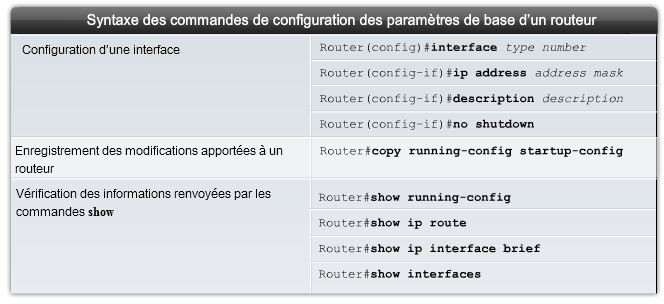 Syntaxe des commandes de configuration des paramètres de base d'un routeur
Configuration d'une interface
Router(config)#interface type number
Router(config-if)#ip address address mask
Router(config-if)#description description
Router(config-if)#no shutdown
Enregistrement des modifications apportées à un
routeur
Router#copy running-config startup-config
Vérification des informations renvoyées par les
commandes show
Router#show running-config
Router#show ip route
Router#show ip interface brief
Router#show interfaces